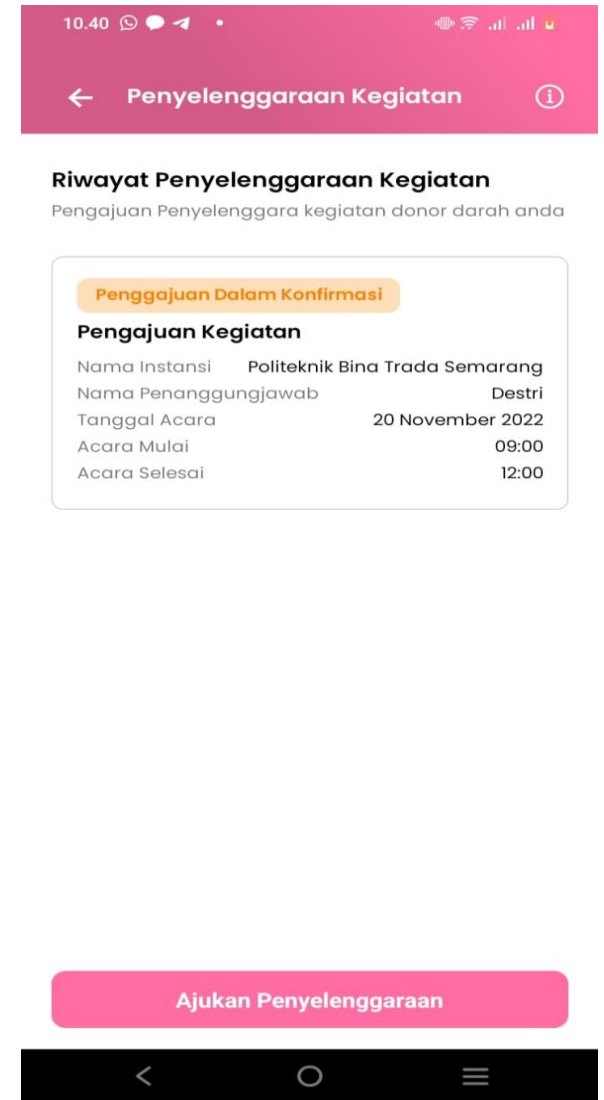 10.40
Penyelenggaraan Kegiatan
Riwayat Penyelenggaraan Kegiatan
Pengajuan Penyelenggara kegiatan donor darah anda
Penggajuan Dalam Konfirmasi
Pengajuan Kegiatan
Nama Instansi Politeknik Bina Trada Semarang
Nama Penanggungjawab Destri
Tanggal Acara 20 November 2022
Acara Mulai 09:00
Acara Selesai 12:00
Ajukan Penyelenggaraan